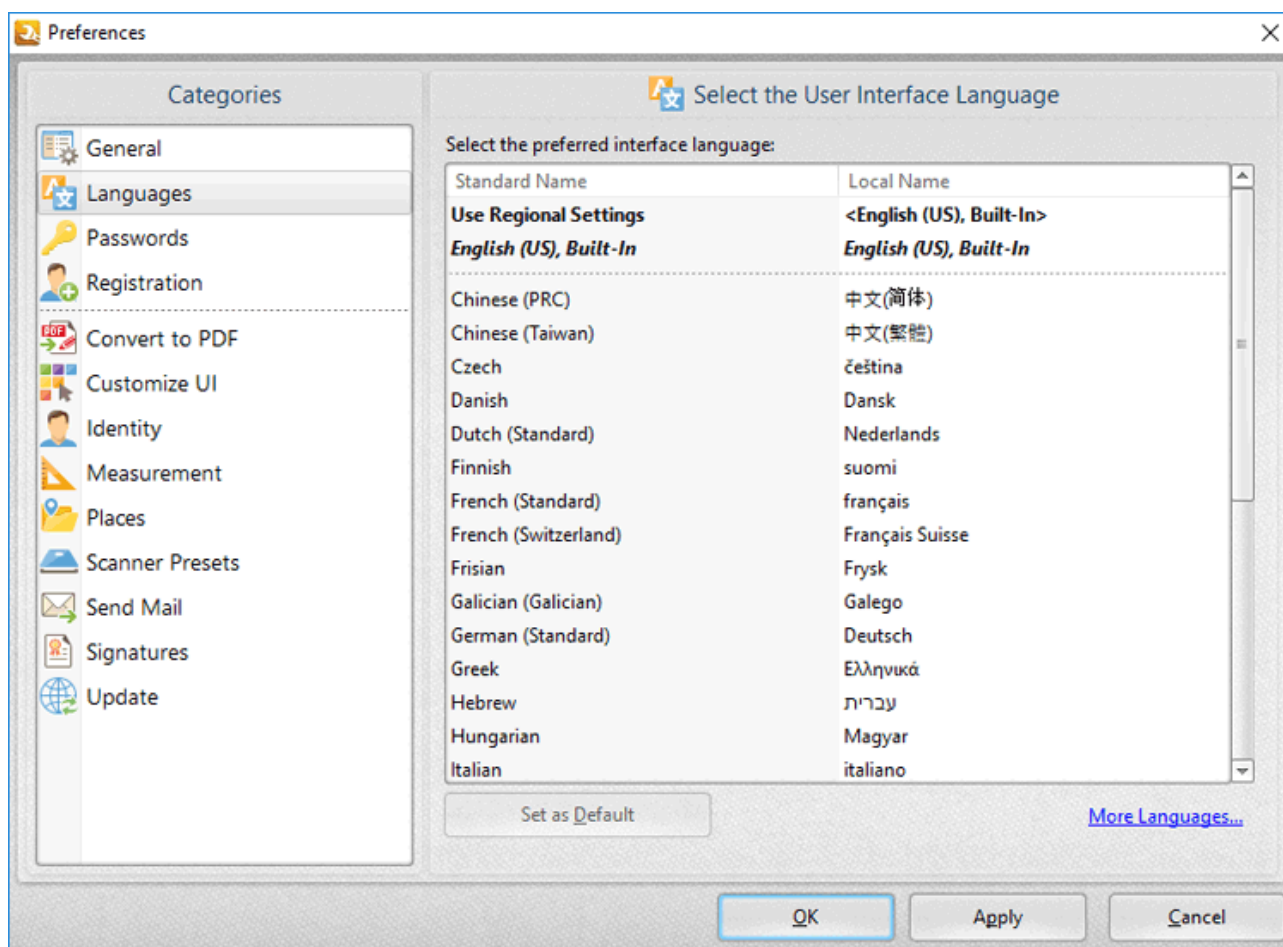 Preferences
Categories
General
Languages
Passwords
Registration
Convert to PDF
Customize UI
Identity
Measurement
Places
Scanner Presets
Send Mail
Signatures
Update
Select the User Interface Language
Select the preferred interface language:
Standard Name Local Name
Use Regional Settings <English (US), Built-In>
English (US), Built-In English (US), Built-In
Chinese (PRC) 中文(简体)
Chinese (Taiwan) 中文(繁體)
Czech čeština
Danish Dansk
Dutch (Standard) Nederlands
Finnish suomi
French (Standard) français
French (Switzerland) Français Suisse
Frisian Frysk
Galician (Galician) Galego
German (Standard) Deutsch
Greek Ελληνικά
Hebrew עברית
Hungarian Magyar
Italian italiano
Set as Default More Languages...
OK Apply Cancel